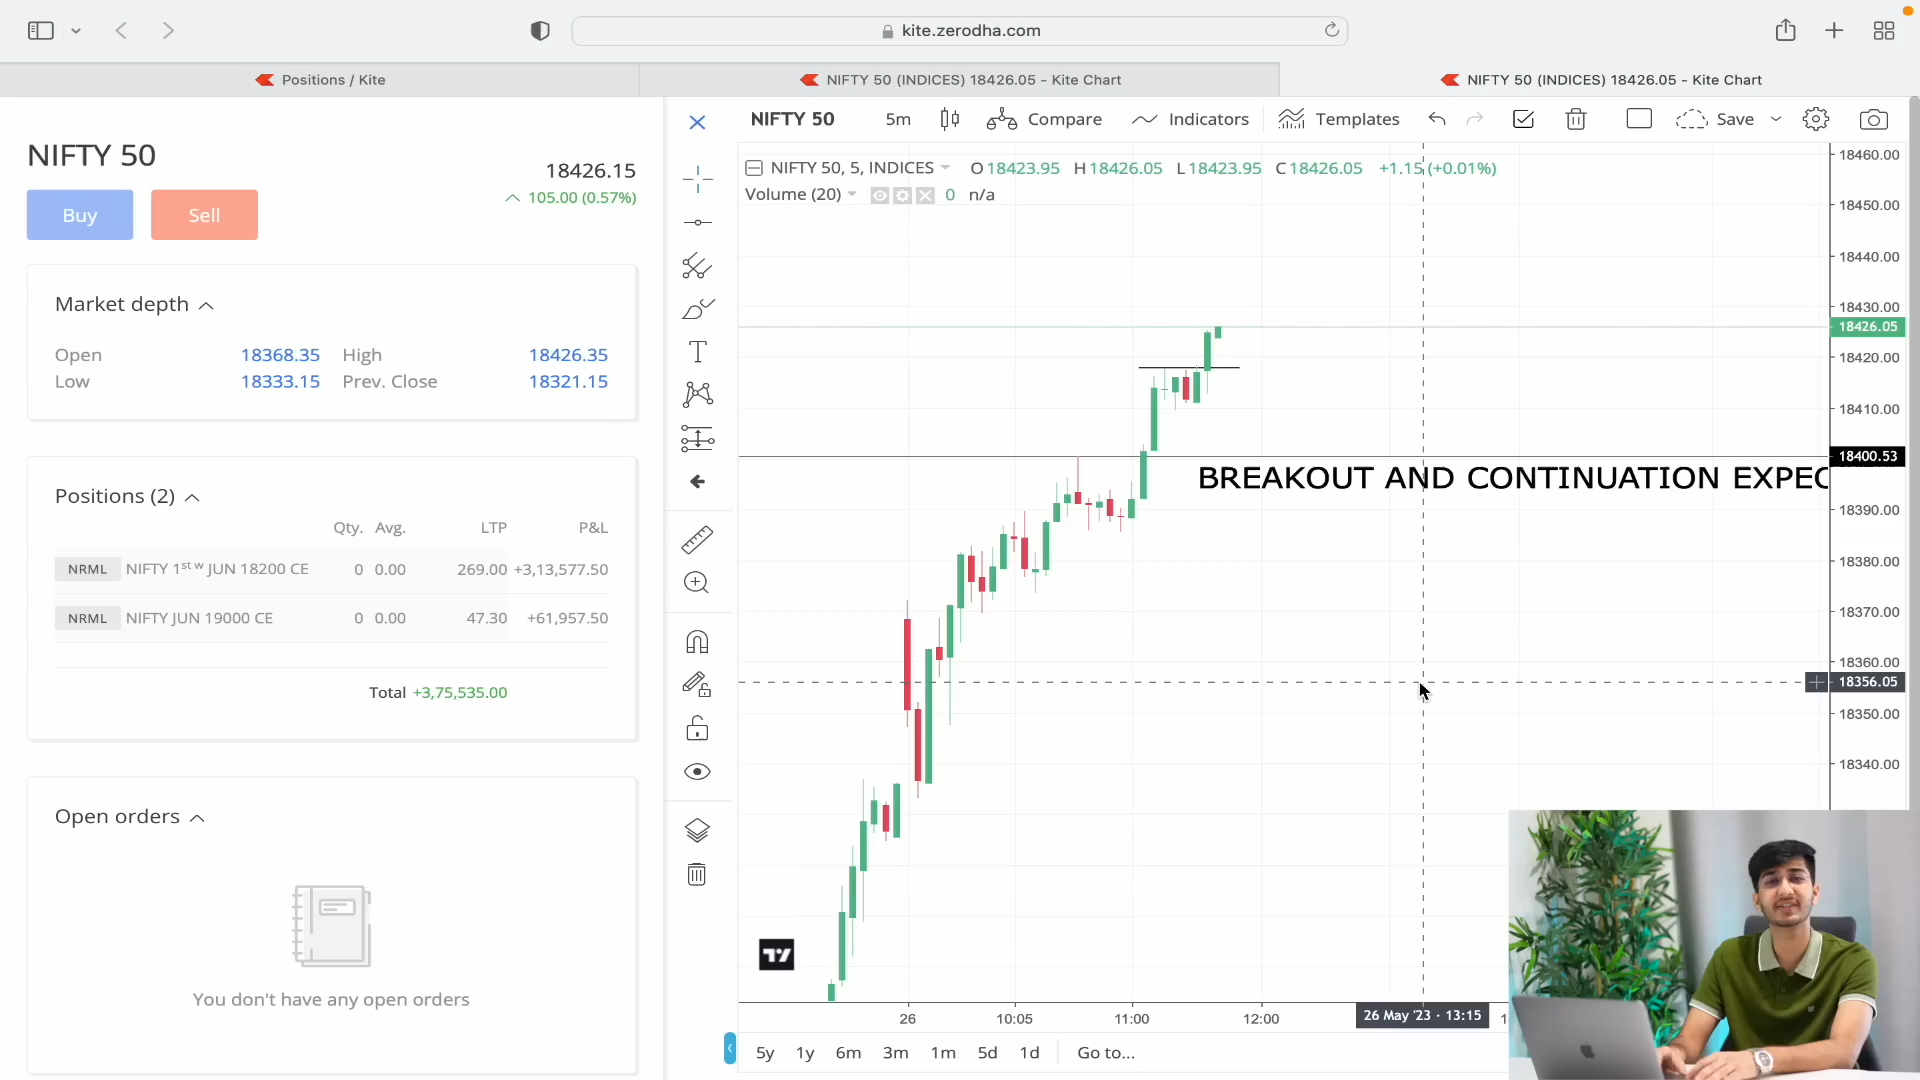 kite.zerodha.com
Positions / Kite
NIFTY 50 (INDICES) 18426.05 - Kite Chart
NIFTY 50 (INDICES) 18426.05 - Kite Chart
NIFTY 50
18426.15
105.00 (0.57%)
Buy
Sell
Market depth
Open 18368.35 High 18426.35
Low 18333.15 Prev. Close 18321.15
Positions (2)
Qty. Avg. LTP P&L
NRML NIFTY 1st w JUN 18200 CE 0 0.00 269.00 +3,13,577.50
NRML NIFTY JUN 19000 CE 0 0.00 47.30 +61,957.50
Total +3,75,535.00
Open orders
You don't have any open orders
NIFTY 50 5m Compare Indicators Templates Save
NIFTY 50, 5, INDICES O18423.95 H18426.05 L18423.95 C18426.05 +1.15 (+0.01%)
Volume (20) 0 n/a
BREAKOUT AND CONTINUATION EXPEC
18460.00
18450.00
18440.00
18430.00
18426.05
18420.00
18410.00
18400.53
18390.00
18380.00
18370.00
18360.00
18356.05
18350.00
18340.00
26 10:05 11:00 12:00 26 May '23 · 13:15
5y 1y 6m 3m 1m 5d 1d Go to...